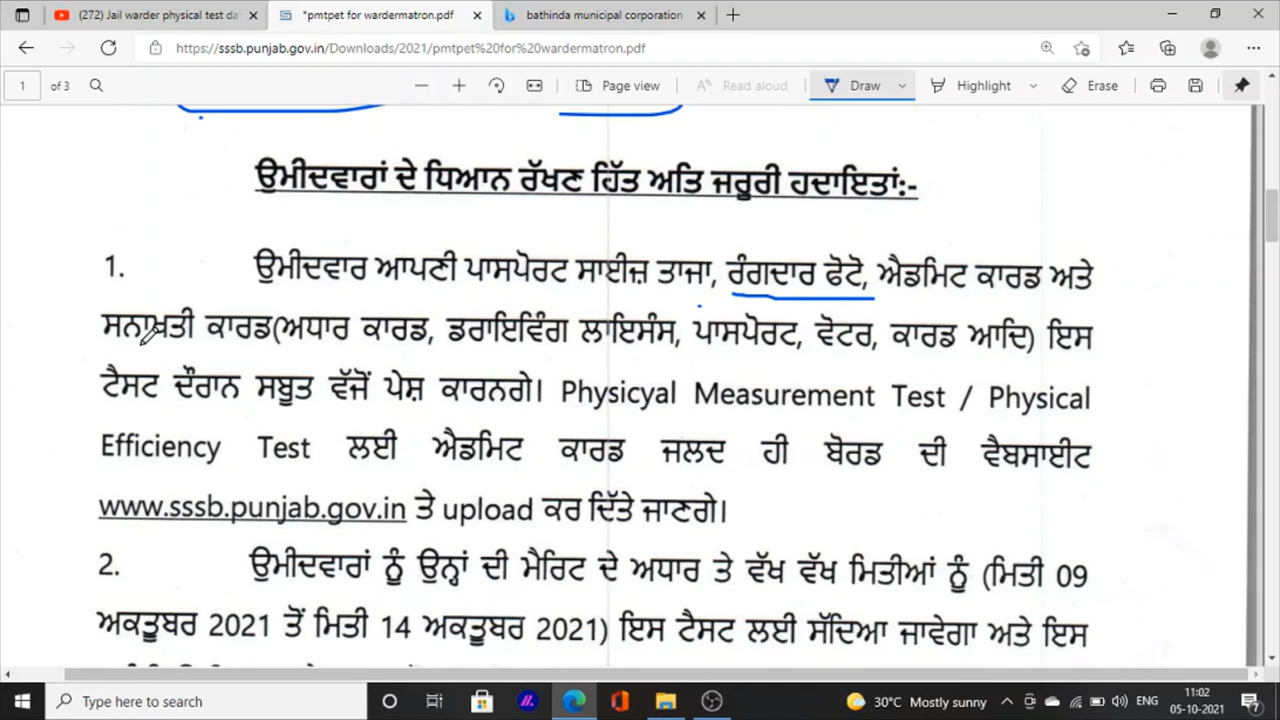 (272) Jail warder physical test da
*pmtpet for wardermatron.pdf
bathinda municipal corporation
https://sssb.punjab.gov.in/Downloads/2021/pmtpet%20for%20wardermatron.pdf
1 of 3
Page view
Read aloud
Draw
Highlight
Erase
ਉਮੀਦਵਾਰਾਂ ਦੇ ਧਿਆਨ ਰੱਖਣ ਹਿੱਤ ਅਤਿ ਜਰੂਰੀ ਹਦਾਇਤਾਂ:-
1. ਉਮੀਦਵਾਰ ਆਪਣੀ ਪਾਸਪੋਰਟ ਸਾਈਜ਼ ਤਾਜਾ, ਰੰਗਦਾਰ ਫੋਟੋ, ਐਡਮਿਟ ਕਾਰਡ ਅਤੇ
ਸਨਾਖ਼ਤੀ ਕਾਰਡ(ਅਧਾਰ ਕਾਰਡ, ਡਰਾਇਵਿੰਗ ਲਾਇਸੰਸ, ਪਾਸਪੋਰਟ, ਵੋਟਰ, ਕਾਰਡ ਆਦਿ) ਇਸ
ਟੈਸਟ ਦੌਰਾਨ ਸਬੂਤ ਵੱਜੋਂ ਪੇਸ਼ ਕਾਰਨਗੇ। Physicyal Measurement Test / Physical
Efficiency Test ਲਈ ਐਡਮਿਟ ਕਾਰਡ ਜਲਦ ਹੀ ਬੋਰਡ ਦੀ ਵੈਬਸਾਈਟ
www.sssb.punjab.gov.in ਤੇ upload ਕਰ ਦਿੱਤੇ ਜਾਣਗੇ।
2. ਉਮੀਦਵਾਰਾਂ ਨੂੰ ਉਨ੍ਹਾਂ ਦੀ ਮੈਰਿਟ ਦੇ ਅਧਾਰ ਤੇ ਵੱਖ ਵੱਖ ਮਿਤੀਆਂ ਨੂੰ (ਮਿਤੀ 09
ਅਕਤੂਬਰ 2021 ਤੋਂ ਮਿਤੀ 14 ਅਕਤੂਬਰ 2021) ਇਸ ਟੈਸਟ ਲਈ ਸੱਦਿਆ ਜਾਵੇਗਾ ਅਤੇ ਇਸ
Type here to search
30°C Mostly sunny
ENG
11:02
05-10-2021
7